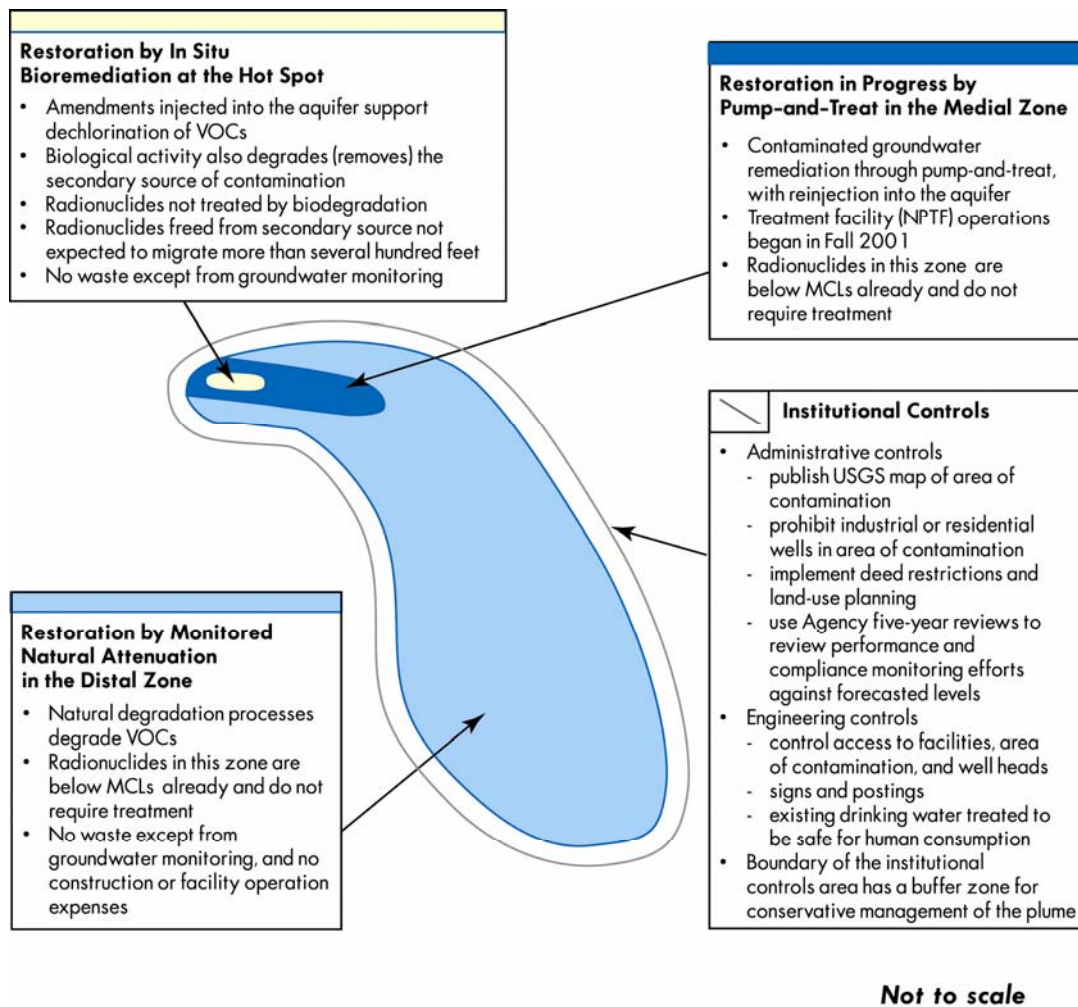 Restoration by In Situ
Bioremediation at the Hot Spot
• Amendments injected into the aquifer support
dechlorination of VOCs
• Biological activity also degrades (removes) the
secondary source of contamination
• Radionuclides not treated by biodegradation
• Radionuclides freed from secondary source not
expected to migrate more than several hundred feet
• No waste except from groundwater monitoring
Restoration in Progress by
Pump-and-Treat in the Medial Zone
• Contaminated groundwater
remediation through pump-and-treat,
with reinjection into the aquifer
• Treatment facility (NPTF) operations
began in Fall 2001
• Radionuclides in this zone are
below MCLs already and do not
require treatment
Institutional Controls
• Administrative controls
- publish USGS map of area of
contamination
- prohibit industrial or residential
wells in area of contamination
- implement deed restrictions and
land-use planning
- use Agency five-year reviews to
review performance and
compliance monitoring efforts
against forecasted levels
• Engineering controls
- control access to facilities, area
of contamination, and well heads
- signs and postings
- existing drinking water treated to
be safe for human consumption
• Boundary of the institutional
controls area has a buffer zone for
conservative management of the plume
Restoration by Monitored
Natural Attenuation
in the Distal Zone
• Natural degradation processes
degrade VOCs
• Radionuclides in this zone are
below MCLs already and do not
require treatment
• No waste except from
groundwater monitoring, and no
construction or facility operation
expenses
Not to scale